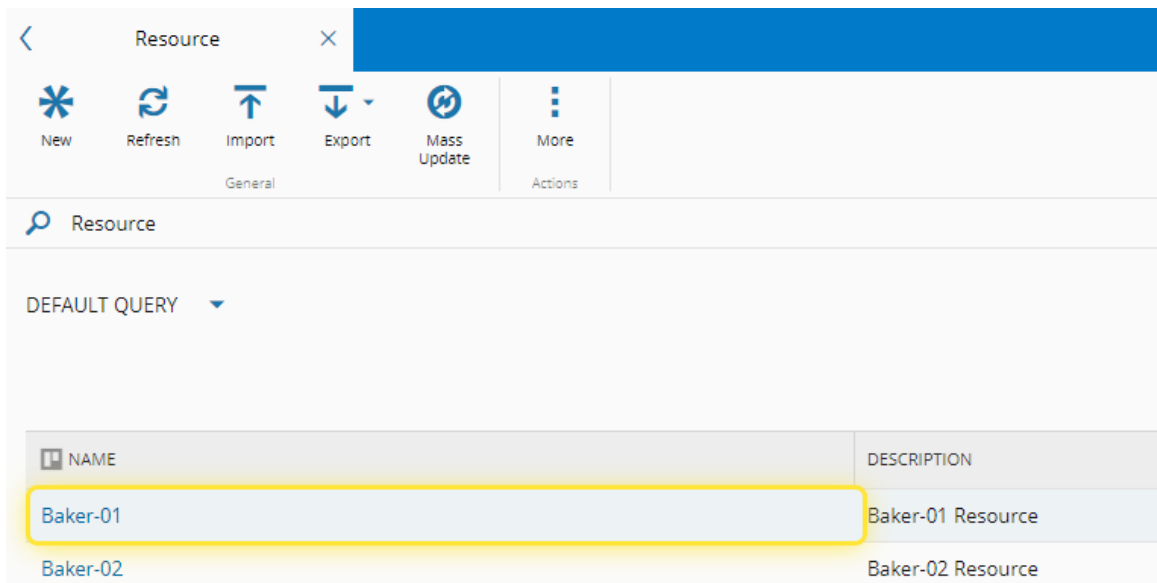 Resource
New
Refresh
Import
Export
Mass
Update
More
General
Actions
Resource
DEFAULT QUERY
NAME
DESCRIPTION
Baker-01
Baker-01 Resource
Baker-02
Baker-02 Resource